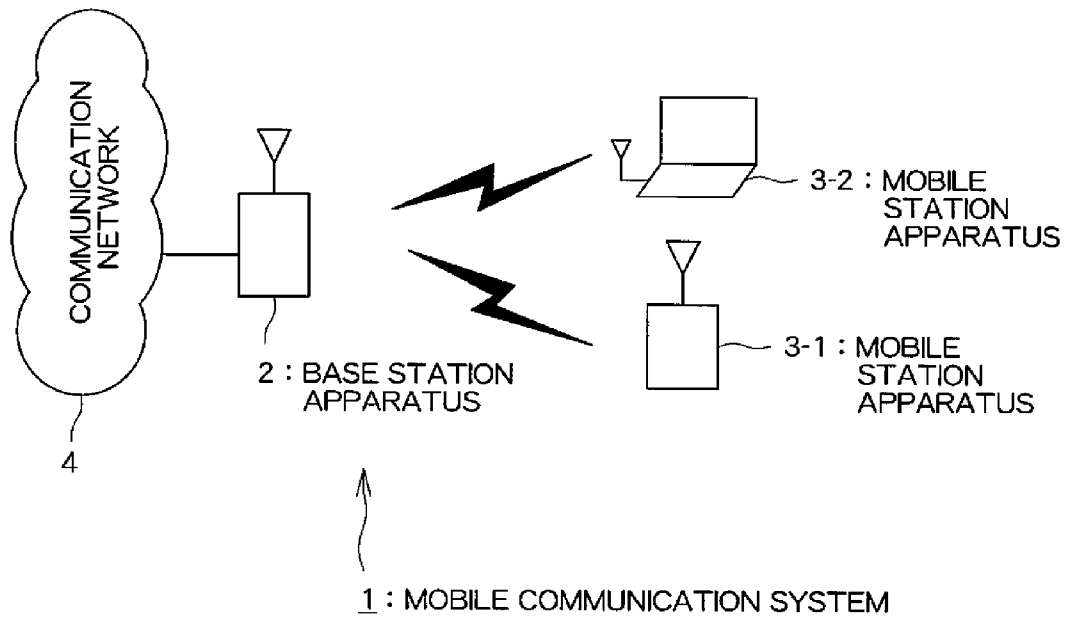 COMMUNICATION
NETWORK
3-2 : MOBILE
STATION
APPARATUS
3-1 : MOBILE
STATION
APPARATUS
2 : BASE STATION
APPARATUS
4
1 : MOBILE COMMUNICATION SYSTEM